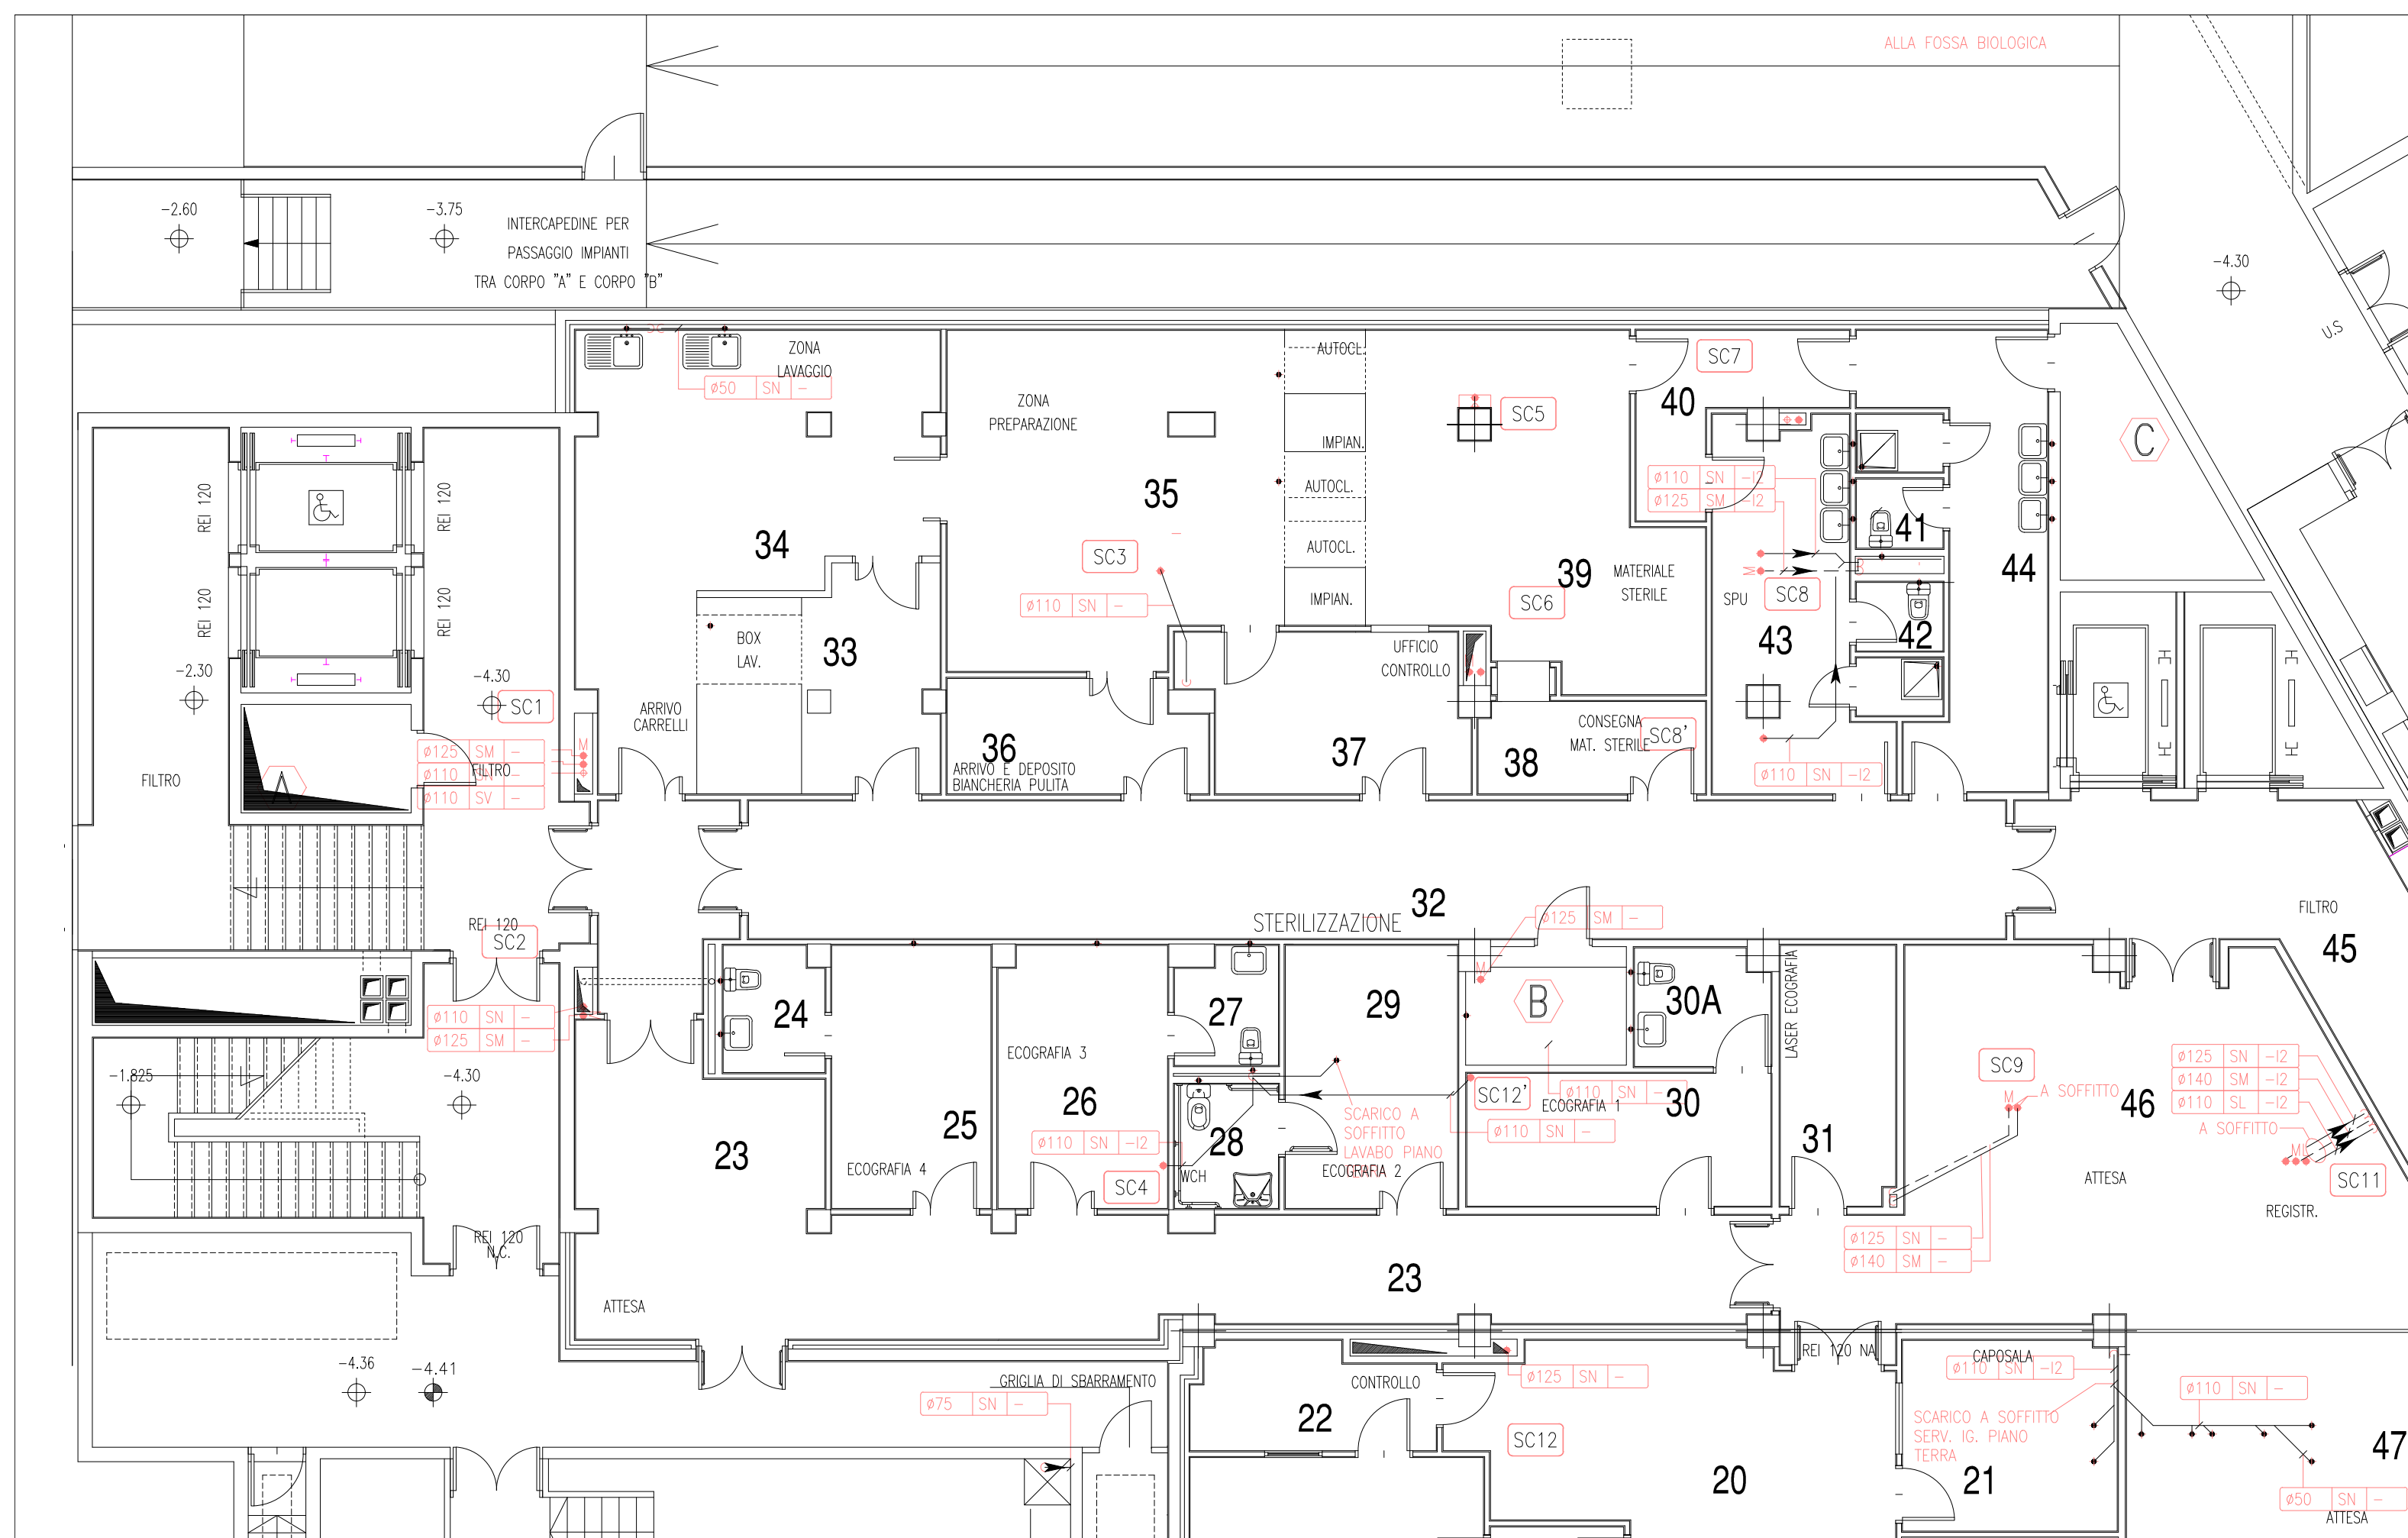 ALLA FOSSA BIOLOGICA
-2.60
-3.75
INTERCAPEDINE PER
PASSAGGIO IMPIANTI
TRA CORPO "A" E CORPO "B"
-4.30
U.S
ZONA
LAVAGGIO
ø50 SN -
ZONA
PREPARAZIONE
AUTOCL.
IMPIAN.
AUTOCL.
AUTOCL.
IMPIAN.
SC5
SC7
40
C
REI 120
REI 120
REI 120
REI 120
34
35
SC3
ø110 SN -
ø110 SN -I2
ø125 SM -I2
41
44
39
MATERIALE
STERILE
SC6
SPU
M
SC8
43
42
BOX
LAV.
33
UFFICIO
CONTROLLO
-2.30
-4.30
SC1
ARRIVO
CARRELLI
ø125 SM -
ø110 SN -
ø110 SV -
M
FILTRO
FILTRO
A
36
ARRIVO E DEPOSITO
BIANCHERIA PULITA
37
38
CONSEGNA
MAT. STERILE
SC8'
ø110 SN -I2
REI 120
SC2
STERILIZZAZIONE
32
ø125 SM -
FILTRO
45
ø110 SN -
ø125 SM -
24
27
29
M
B
30A
LASER ECOGRAFIA
-1.825
-4.30
ECOGRAFIA 3
26
25
ECOGRAFIA 4
23
ø110 SN -I2
SC4
28
WCH
SCARICO A
SOFFITTO
LAVABO PIANO
ECOGRAFIA 2
SC12'
ø110 SN -
ECOGRAFIA 1
30
ø110 SN -
31
SC9
M
A SOFFITTO
46
ø125 SN -I2
ø140 SM -I2
ø110 SL -I2
A SOFFITTO
M
SC11
ATTESA
REGISTR.
ø125 SN -
ø140 SM -
REI 120
N.C.
ATTESA
23
-4.36
-4.41
GRIGLIA DI SBARRAMENTO
ø75 SN -
CONTROLLO
22
ø125 SN -
SC12
20
REI 120 NA
CAPOSALA
ø110 SN -I2
SCARICO A SOFFITTO
SERV. IG. PIANO
TERRA
21
ø110 SN -
47
ø50 SN -
ATTESA